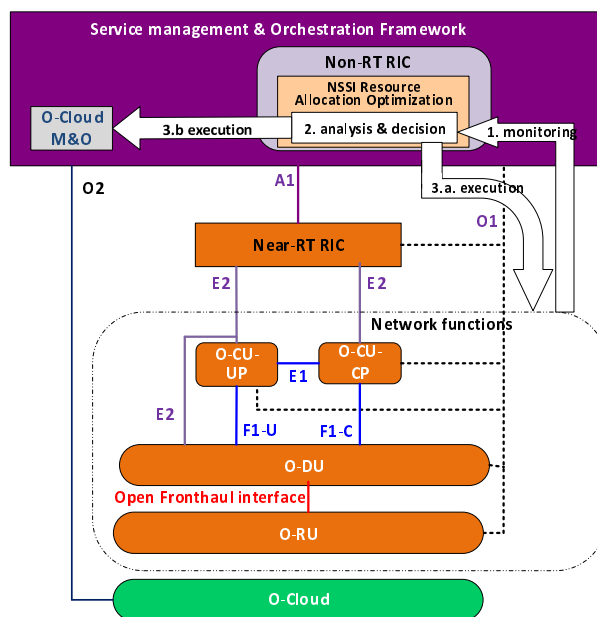 Service management & Orchestration Framework
Non-RT RIC
NSSI Resource
Allocation Optimization
O-Cloud
M&O
3.b execution
2. analysis & decision
1. monitoring
3.a. execution
O2
A1
O1
Near-RT RIC
E2
E2
Network functions
O-CU-
UP
O-CU-
CP
E1
E2
F1-U
F1-C
O-DU
Open Fronthaul interface
O-RU
O-Cloud